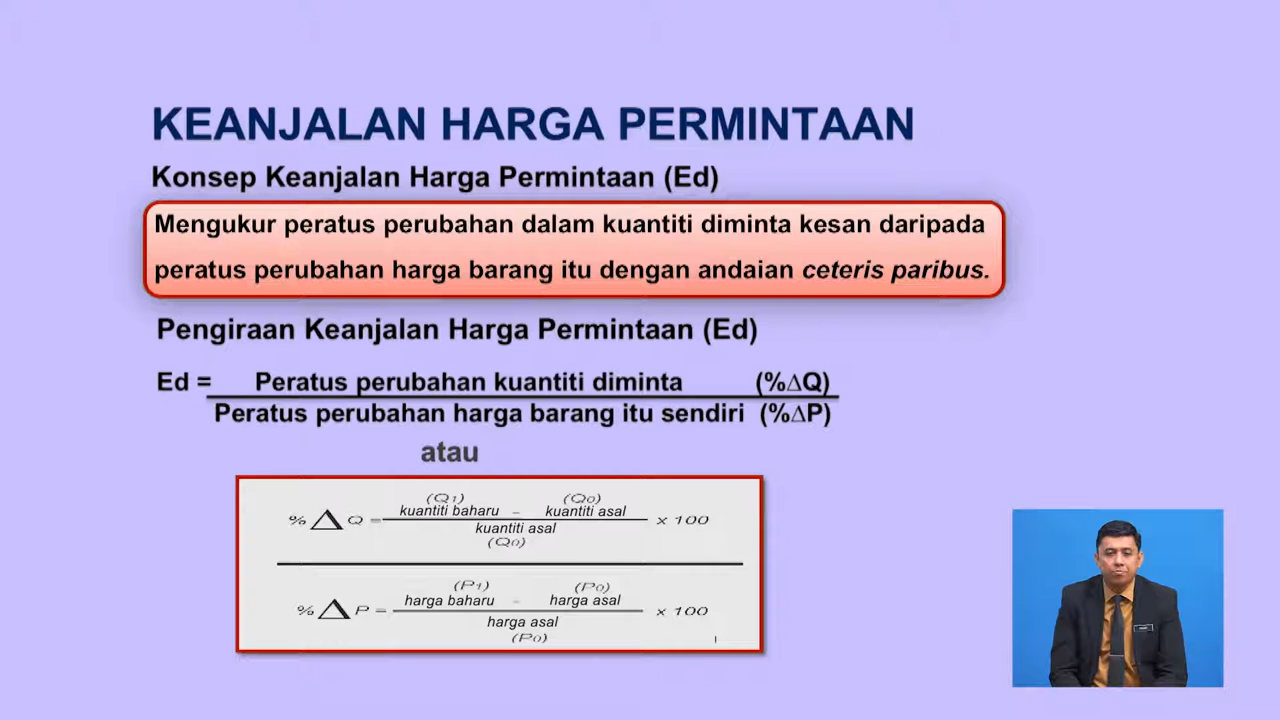 KEANJALAN HARGA PERMINTAAN
Konsep Keanjalan Harga Permintaan (Ed)
Mengukur peratus perubahan dalam kuantiti diminta kesan daripada
peratus perubahan harga barang itu dengan andaian ceteris paribus.
Pengiraan Keanjalan Harga Permintaan (Ed)
Ed = Peratus perubahan kuantiti diminta (%∆Q)
Peratus perubahan harga barang itu sendiri (%∆P)
atau
(Q1) (Q0)
% ∆ Q = kuantiti baharu – kuantiti asal x 100
kuantiti asal
(Q0)
(P1) (P0)
% ∆ P = harga baharu – harga asal x 100
harga asal
(P0)